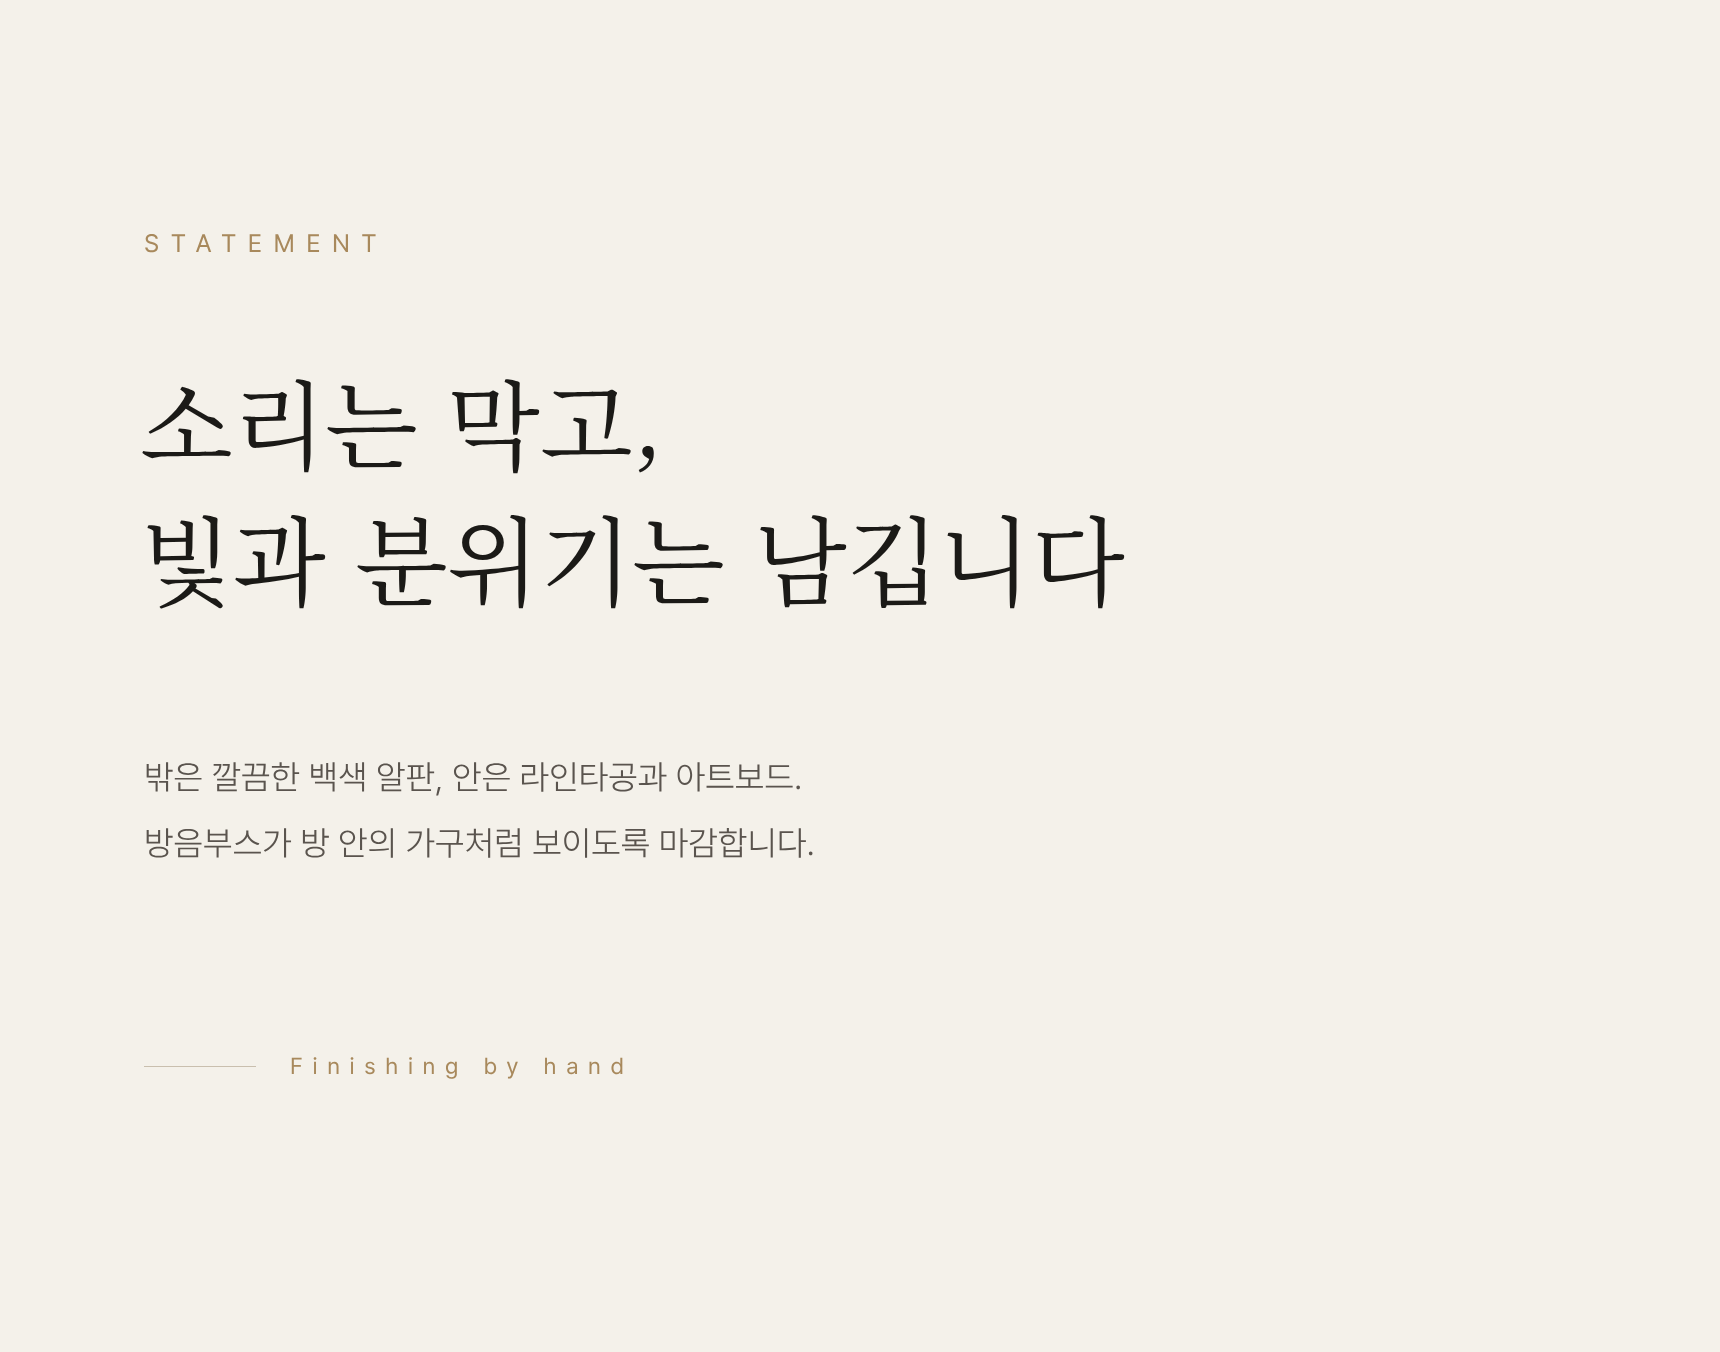 STATEMENT
소리는 막고,
빛과 분위기는 남깁니다
밖은 깔끔한 백색 알판, 안은 라인타공과 아트보드.
방음부스가 방 안의 가구처럼 보이도록 마감합니다.
Finishing by hand